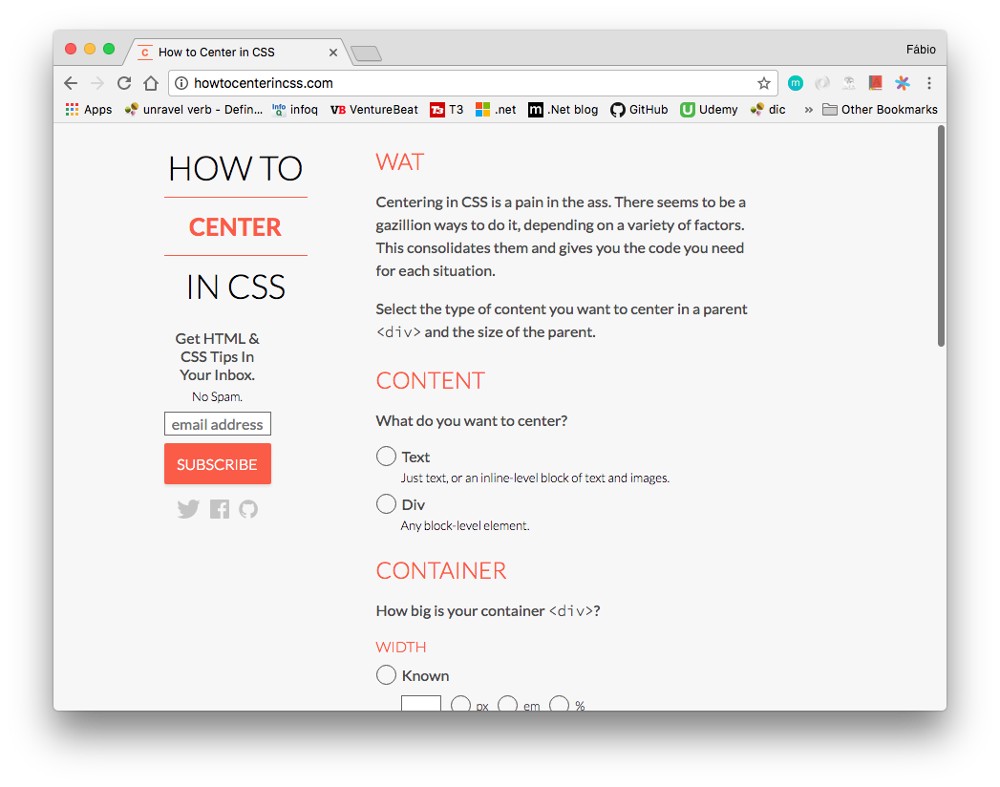 How to Center in CSS
Fábio
howtocenterincss.com
Apps unravel verb - Defin... infoq VentureBeat T3 .net .Net blog GitHub Udemy dic » Other Bookmarks
HOW TO
CENTER
IN CSS
Get HTML &
CSS Tips In
Your Inbox.
No Spam.
email address
SUBSCRIBE
WAT
Centering in CSS is a pain in the ass. There seems to be a
gazillion ways to do it, depending on a variety of factors.
This consolidates them and gives you the code you need
for each situation.
Select the type of content you want to center in a parent
<div> and the size of the parent.
CONTENT
What do you want to center?
Text
Just text, or an inline-level block of text and images.
Div
Any block-level element.
CONTAINER
How big is your container <div>?
WIDTH
Known
px em %